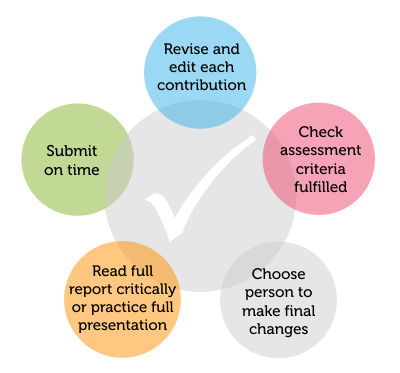 Revise and
edit each
contribution
Check
assessment
criteria
fulfilled
Choose
person to
make final
changes
Read full
report critically
or practice full
presentation
Submit
on time